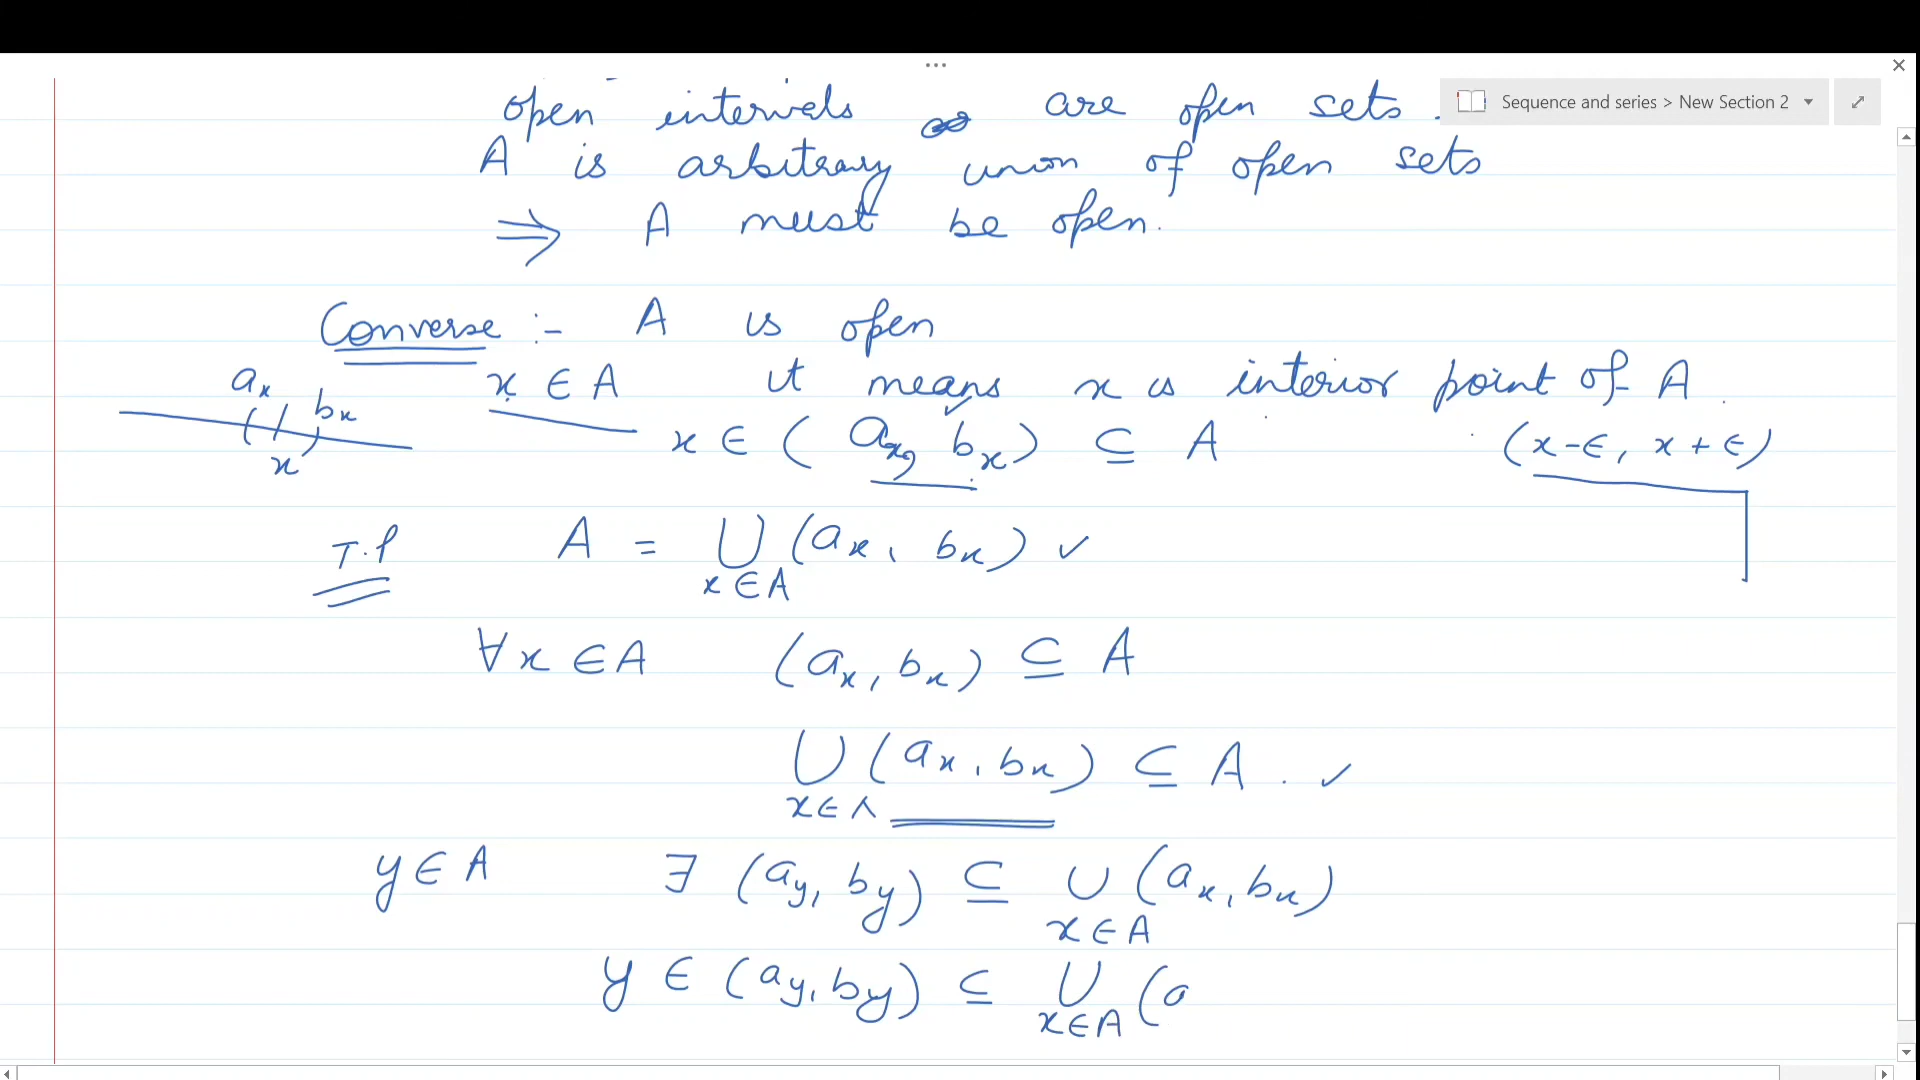 Sequence and series > New Section 2
open intervals are open sets.
A is arbitrary union of open sets
⇒ A must be open.
Converse :- A is open
x ∈ A it means x is interior point of A.
aₓ bₓ
x
x ∈ (aₓ, bₓ) ⊆ A (x-ϵ, x+ϵ)
T.P A = ∪ (aₓ, bₓ) ✓
x ∈ A
∀ x ∈ A (aₓ, bₓ) ⊆ A
∪ (aₓ, bₓ) ⊆ A. ✓
x ∈ A
y ∈ A ∃ (a_y, b_y) ⊆ ∪ (aₓ, bₓ)
x ∈ A
y ∈ (a_y, b_y) ⊆ ∪ (a
x ∈ A